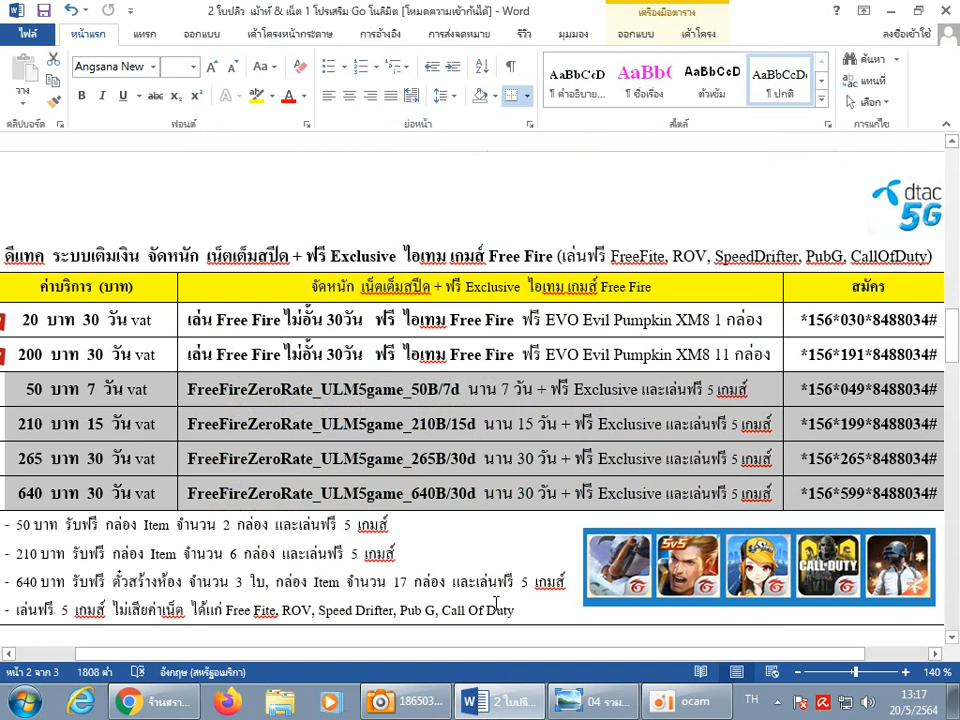 2 ใบปลิว เม้าท์ & เน็ต 1 โปรเสริม Go โนลิมิต [โหมดความเข้ากันได้] - Word
เครื่องมือตาราง
ไฟล์ หน้าแรก แทรก ออกแบบ เค้าโครงหน้ากระดาษ การอ้างอิง การส่งจดหมาย รีวิว มุมมอง ออกแบบ เค้าโครง ลงชื่อเข้าใช้
วาง Angsana New ค้นหา
AaBbCcD AaBb( AaBbCcD AaBbCcDc แทนที่
¶ คำอธิบาย... ¶ ชื่อเรื่อง ตัวเข้ม ¶ ปกติ เลือก
คลิปบอร์ด ฟอนต์ ย่อหน้า สไตล์ การแก้ไข
dtac
5G
ดีแทค ระบบเติมเงิน จัดหนัก เน็ตเต็มสปีด + ฟรี Exclusive ไอเทม เกมส์ Free Fire (เล่นฟรี FreeFite, ROV, SpeedDrifter, PubG, CallOfDuty)
ค่าบริการ (บาท) จัดหนัก เน็ตเต็มสปีด + ฟรี Exclusive ไอเทม เกมส์ Free Fire สมัคร
20 บาท 30 วัน vat เล่น Free Fire ไม่อั้น 30วัน ฟรี ไอเทม Free Fire ฟรี EVO Evil Pumpkin XM8 1 กล่อง *156*030*8488034#
200 บาท 30 วัน vat เล่น Free Fire ไม่อั้น 30วัน ฟรี ไอเทม Free Fire ฟรี EVO Evil Pumpkin XM8 11 กล่อง *156*191*8488034#
50 บาท 7 วัน vat FreeFireZeroRate_ULM5game_50B/7d นาน 7 วัน + ฟรี Exclusive และเล่นฟรี 5 เกมส์ *156*049*8488034#
210 บาท 15 วัน vat FreeFireZeroRate_ULM5game_210B/15d นาน 15 วัน + ฟรี Exclusive และเล่นฟรี 5 เกมส์ *156*199*8488034#
265 บาท 30 วัน vat FreeFireZeroRate_ULM5game_265B/30d นาน 30 วัน + ฟรี Exclusive และเล่นฟรี 5 เกมส์ *156*265*8488034#
640 บาท 30 วัน vat FreeFireZeroRate_ULM5game_640B/30d นาน 30 วัน + ฟรี Exclusive และเล่นฟรี 5 เกมส์ *156*599*8488034#
- 50 บาท รับฟรี กล่อง Item จำนวน 2 กล่อง และเล่นฟรี 5 เกมส์
- 210 บาท รับฟรี กล่อง Item จำนวน 6 กล่อง และเล่นฟรี 5 เกมส์
- 640 บาท รับฟรี ตั๋วสร้างห้อง จำนวน 3 ใบ, กล่อง Item จำนวน 17 กล่อง และเล่นฟรี 5 เกมส์
- เล่นฟรี 5 เกมส์ ไม่เสียค่าเน็ต ได้แก่ Free Fite, ROV, Speed Drifter, Pub G, Call Of Duty
5v5
CALL·DUTY
หน้า 2 จาก 3 1808 คำ อังกฤษ (สหรัฐอเมริกา) 140 %
ร้านสรา... 186503... 2 ใบปลิ... 04 รวม... ocam TH 13:17
20/5/2564